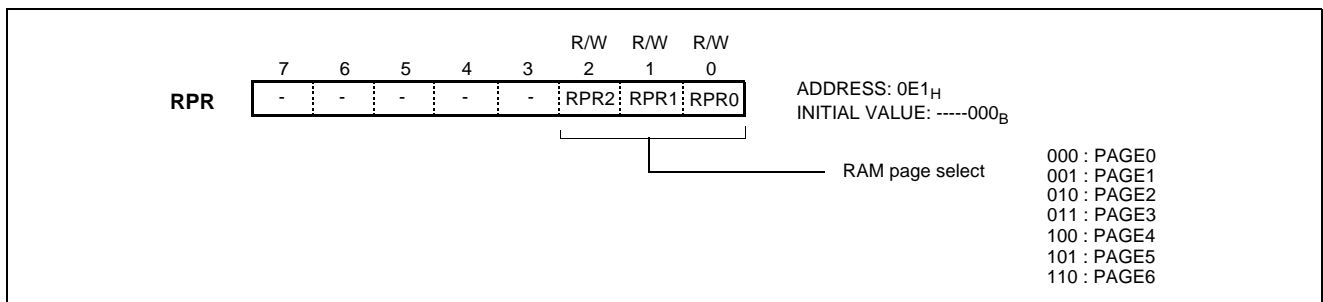 R/W R/W R/W
7 6 5 4 3 2 1 0
RPR - - - - - RPR2 RPR1 RPR0
ADDRESS: 0E1H
INITIAL VALUE: -----000B
RAM page select
000 : PAGE0
001 : PAGE1
010 : PAGE2
011 : PAGE3
100 : PAGE4
101 : PAGE5
110 : PAGE6